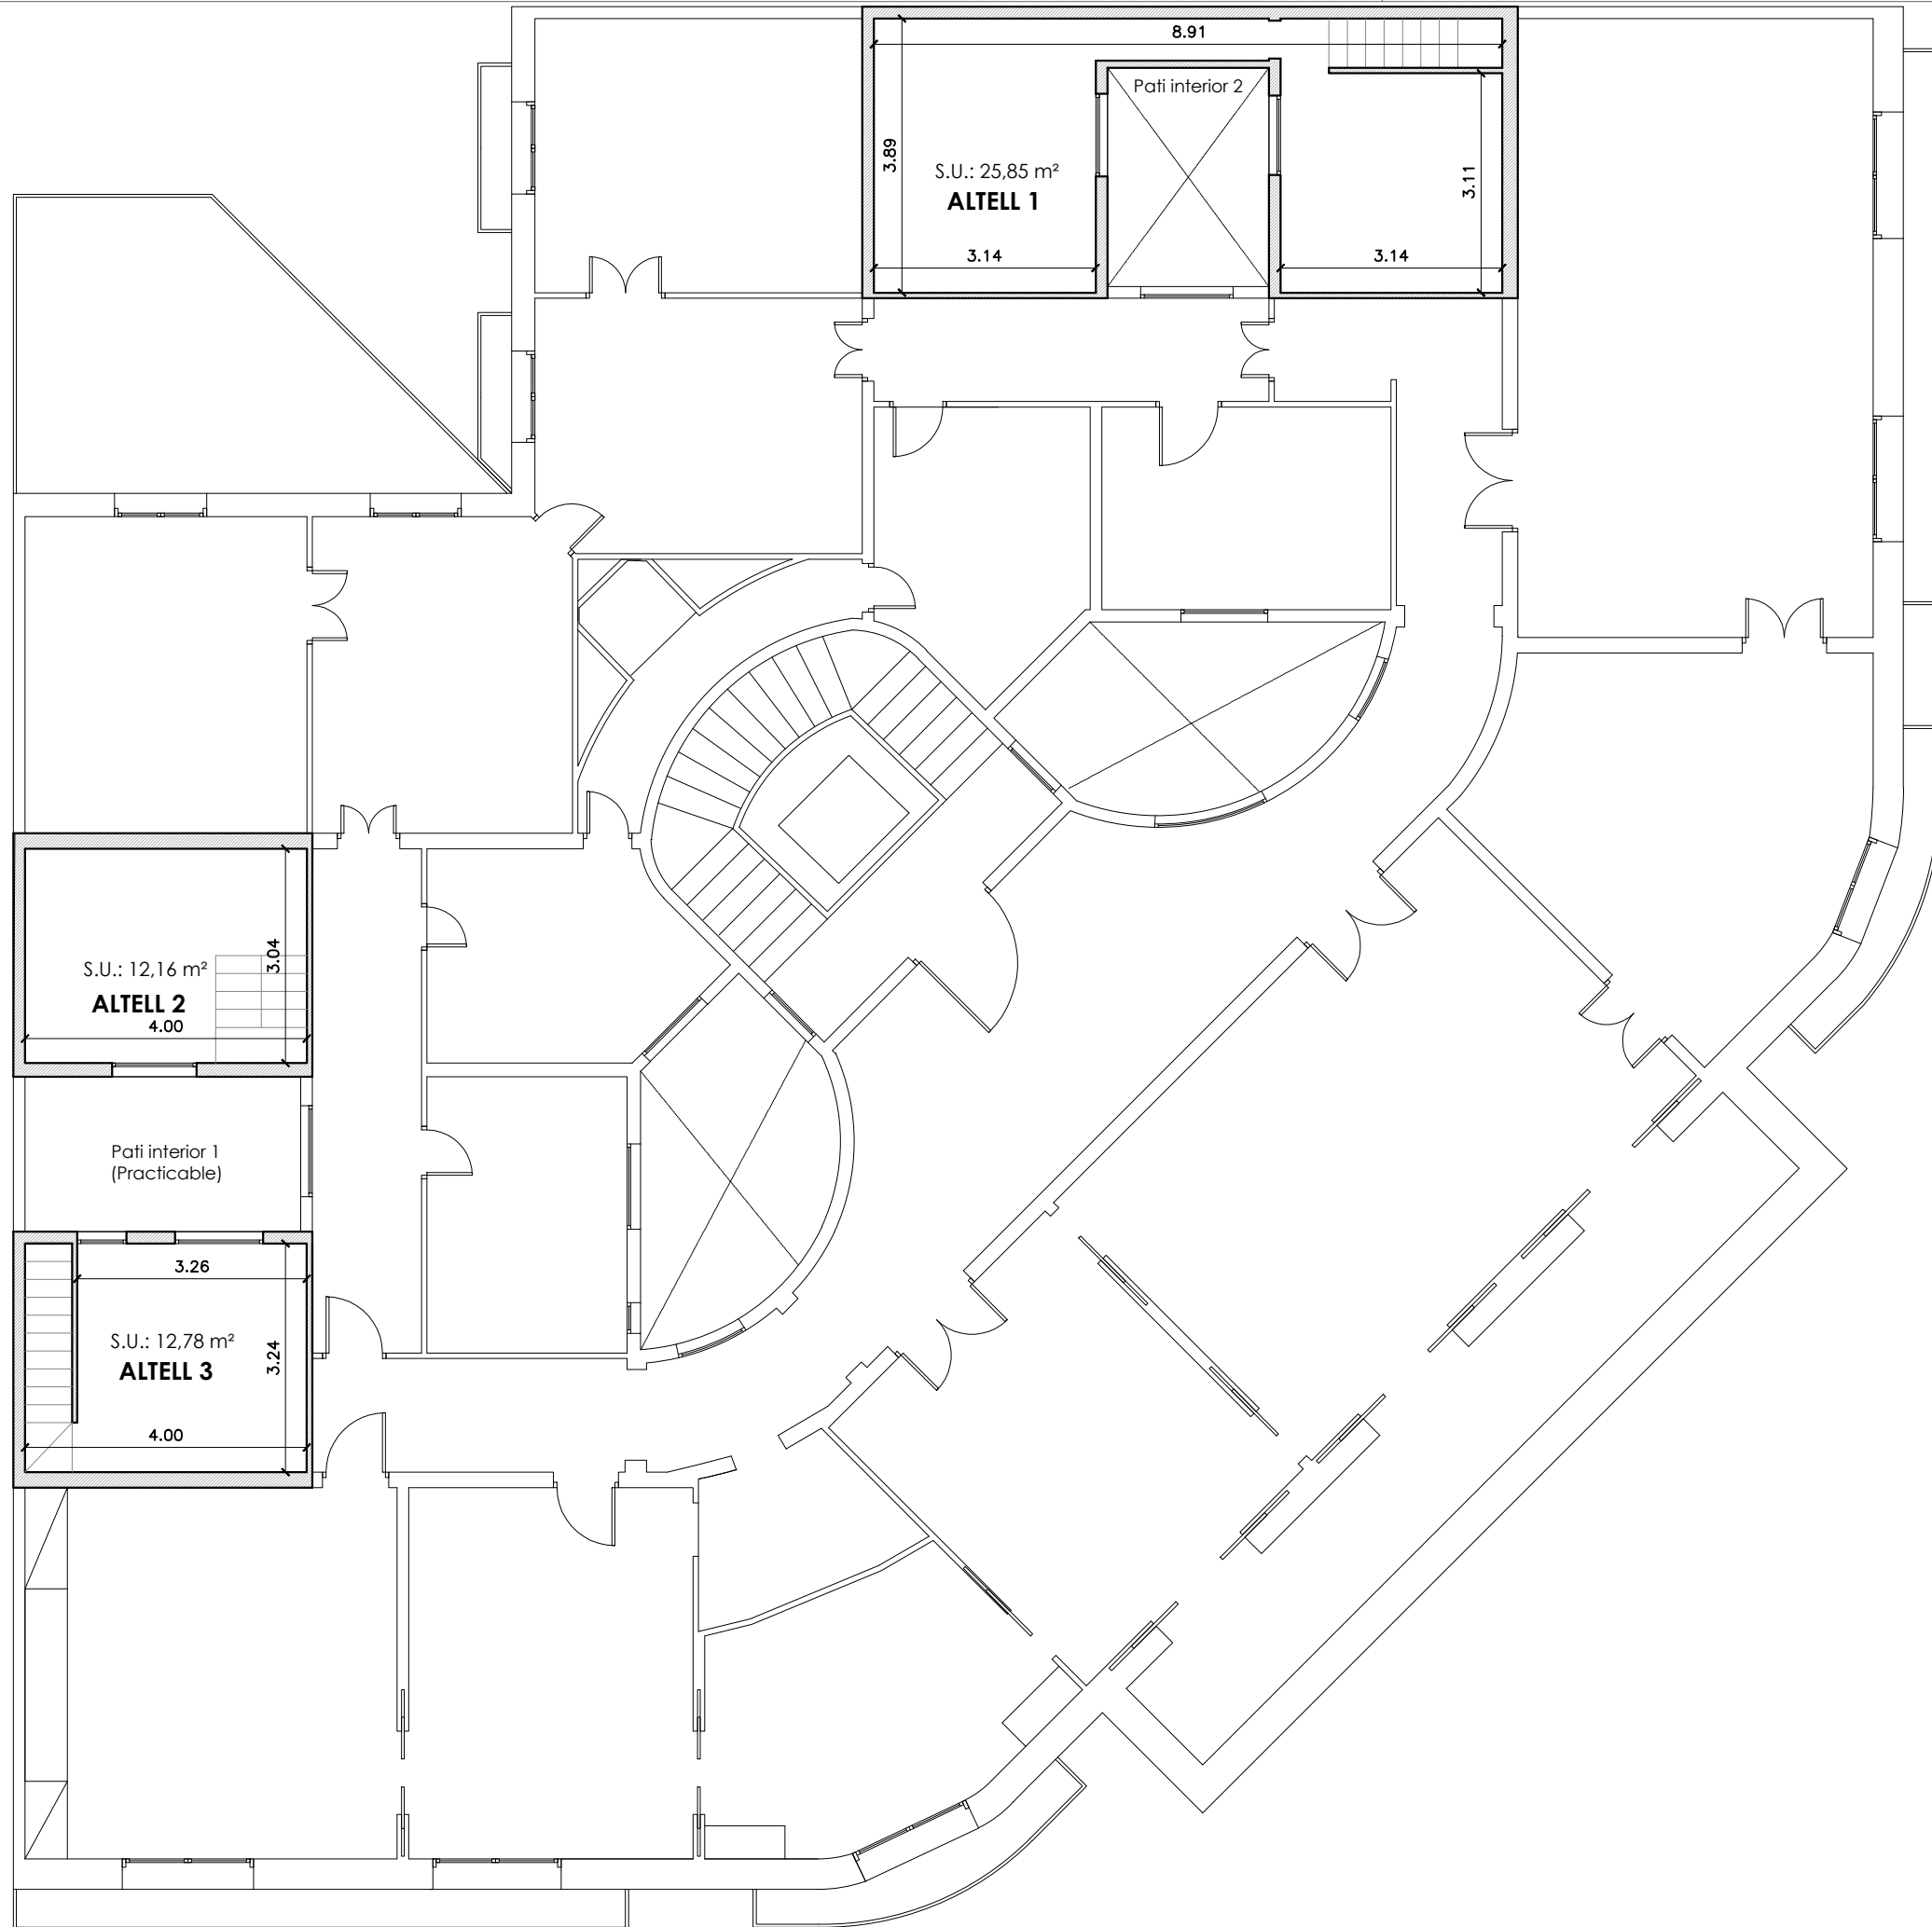 8.91
Pati interior 2
3.89
S.U.: 25,85 m²
ALTELL 1
3.11
3.14
3.14
S.U.: 12,16 m²
3.04
ALTELL 2
4.00
Pati interior 1
(Practicable)
3.26
S.U.: 12,78 m²
ALTELL 3
3.24
4.00